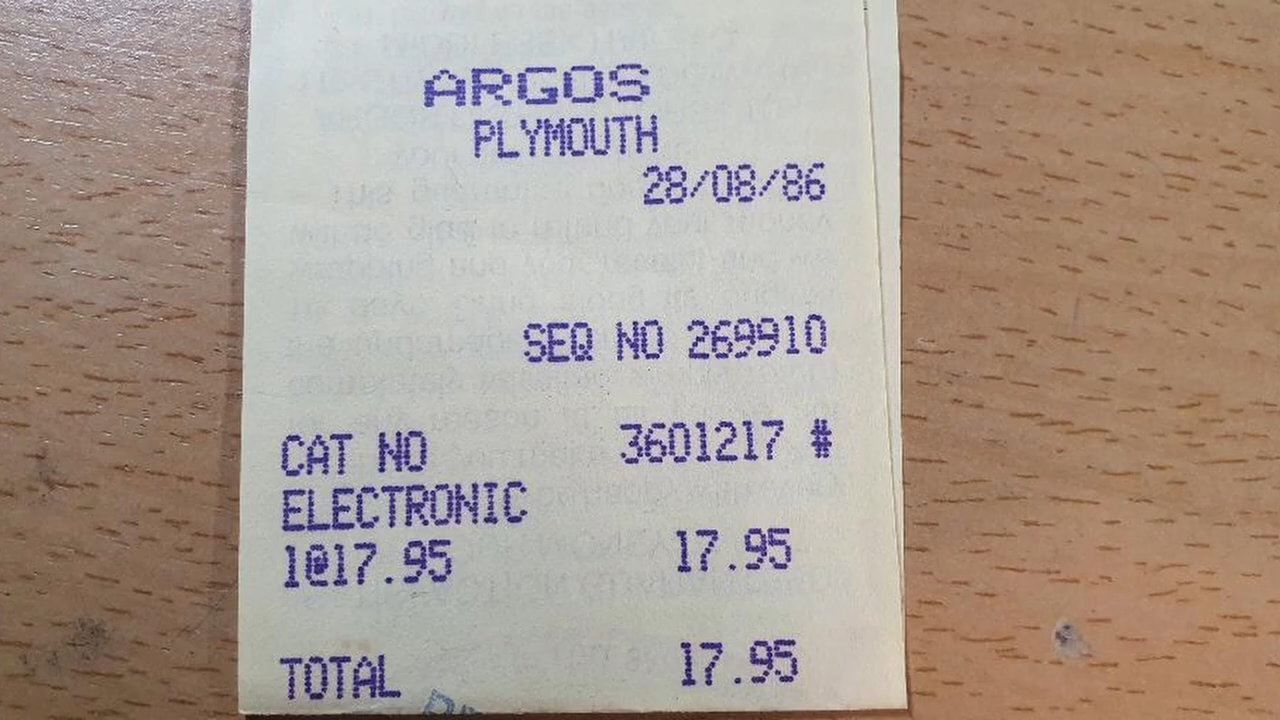 ARGOS
PLYMOUTH
28/08/86
SEQ NO 269910
CAT NO 3601217 #
ELECTRONIC
1@17.95 17.95
TOTAL 17.95